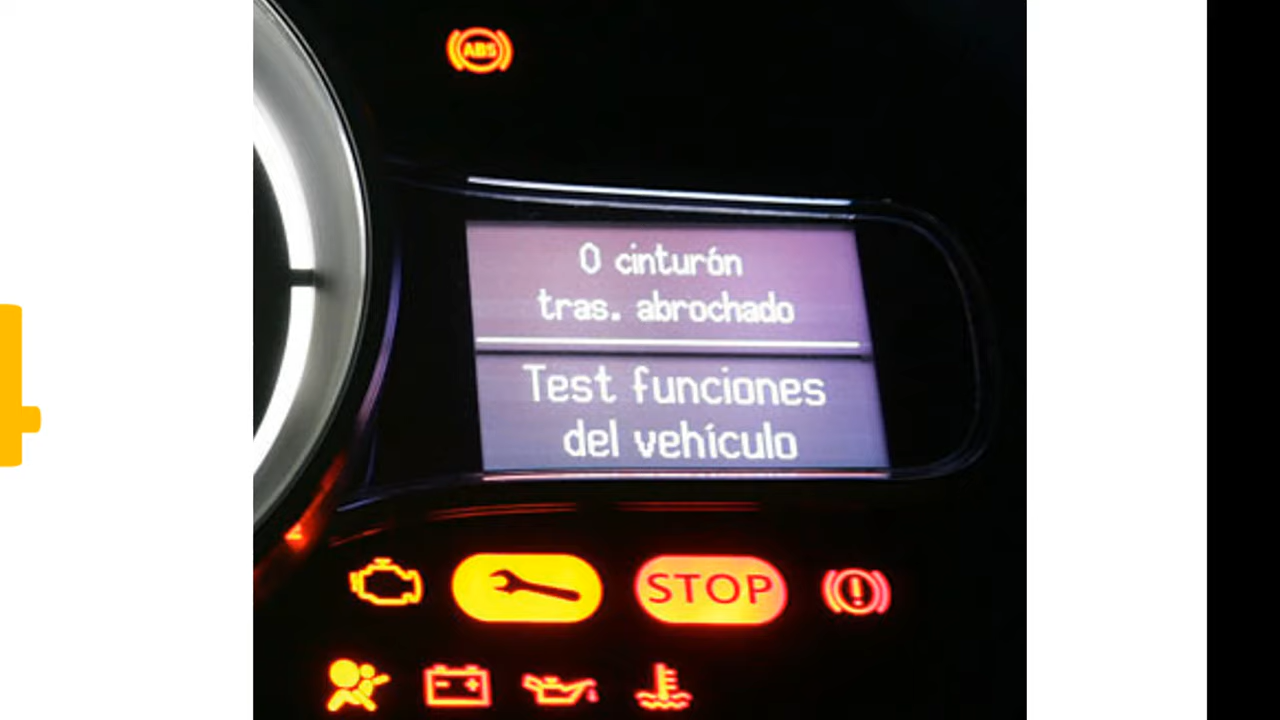 ABS
0 cinturón
tras. abrochado
Test funciones
del vehículo
STOP